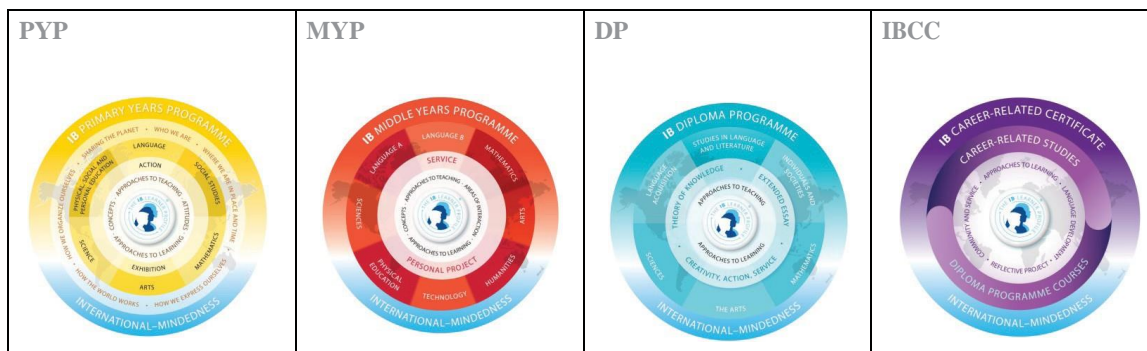 PYP
IB PRIMARY YEARS PROGRAMME
SHARING THE PLANET • WHO WE ARE • WHERE WE ARE IN PLACE AND TIME • HOW WE EXPRESS OURSELVES • HOW THE WORLD WORKS • HOW WE ORGANIZE OURSELVES
LANGUAGE
SOCIAL STUDIES
MATHEMATICS
ARTS
SCIENCE
PHYSICAL, SOCIAL AND
PERSONAL EDUCATION
ACTION
EXHIBITION
APPROACHES TO TEACHING • ATTITUDES
APPROACHES TO LEARNING • CONCEPTS
INTERNATIONAL–MINDEDNESS
MYP
IB MIDDLE YEARS PROGRAMME
LANGUAGE B
MATHEMATICS
ARTS
HUMANITIES
TECHNOLOGY
PHYSICAL
EDUCATION
SCIENCES
LANGUAGE A
SERVICE
PERSONAL PROJECT
APPROACHES TO TEACHING • AREAS OF INTERACTION
APPROACHES TO LEARNING • CONCEPTS
INTERNATIONAL–MINDEDNESS
DP
IB DIPLOMA PROGRAMME
STUDIES IN LANGUAGE
AND LITERATURE
INDIVIDUALS AND
SOCIETIES
MATHEMATICS
THE ARTS
SCIENCES
LANGUAGE
ACQUISITION
THEORY OF KNOWLEDGE • EXTENDED ESSAY
CREATIVITY, ACTION, SERVICE
APPROACHES TO TEACHING
APPROACHES TO LEARNING
INTERNATIONAL–MINDEDNESS
IBCC
IB CAREER-RELATED CERTIFICATE
CAREER-RELATED STUDIES
APPROACHES TO LEARNING • LANGUAGE DEVELOPMENT
• REFLECTIVE PROJECT • COMMUNITY AND SERVICE
DIPLOMA PROGRAMME COURSES
INTERNATIONAL–MINDEDNESS